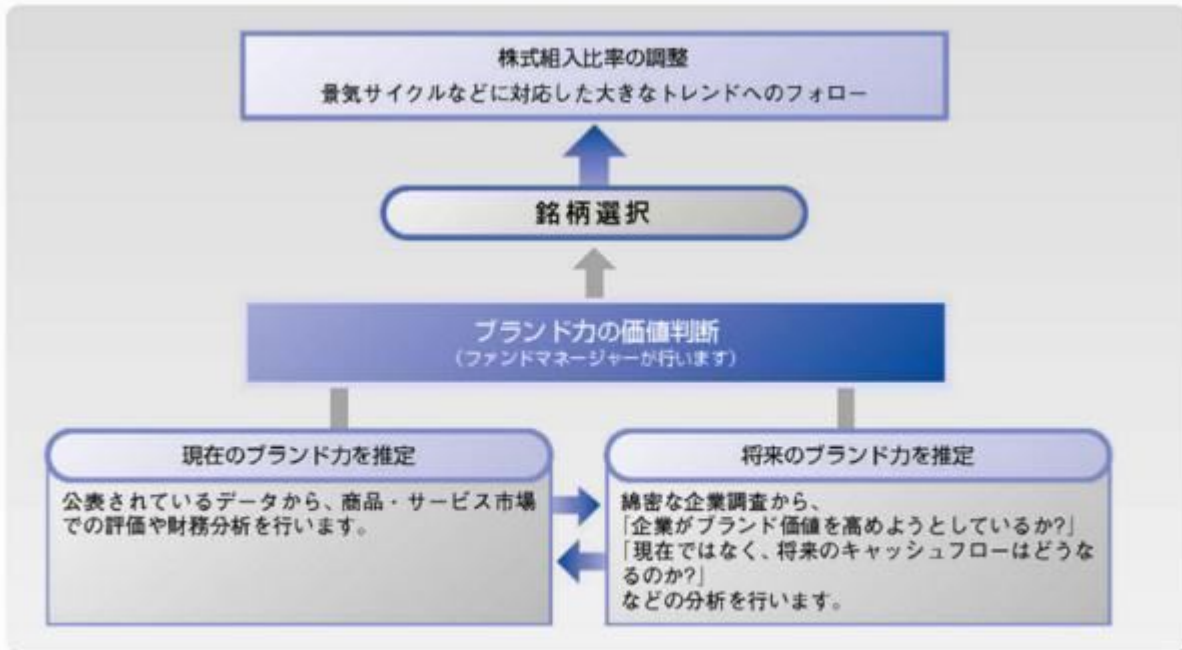 株式組入比率の調整
景気サイクルなどに対応した大きなトレンドへのフォロー
銘柄選択
ブランド力の価値判断
（ファンドマネージャーが行います）
現在のブランド力を推定
公表されているデータから、商品・サービス市場
での評価や財務分析を行います。
将来のブランド力を推定
綿密な企業調査から、
「企業がブランド価値を高めようとしているか?」
「現在ではなく、将来のキャッシュフローはどうな
るのか?」
などの分析を行います。